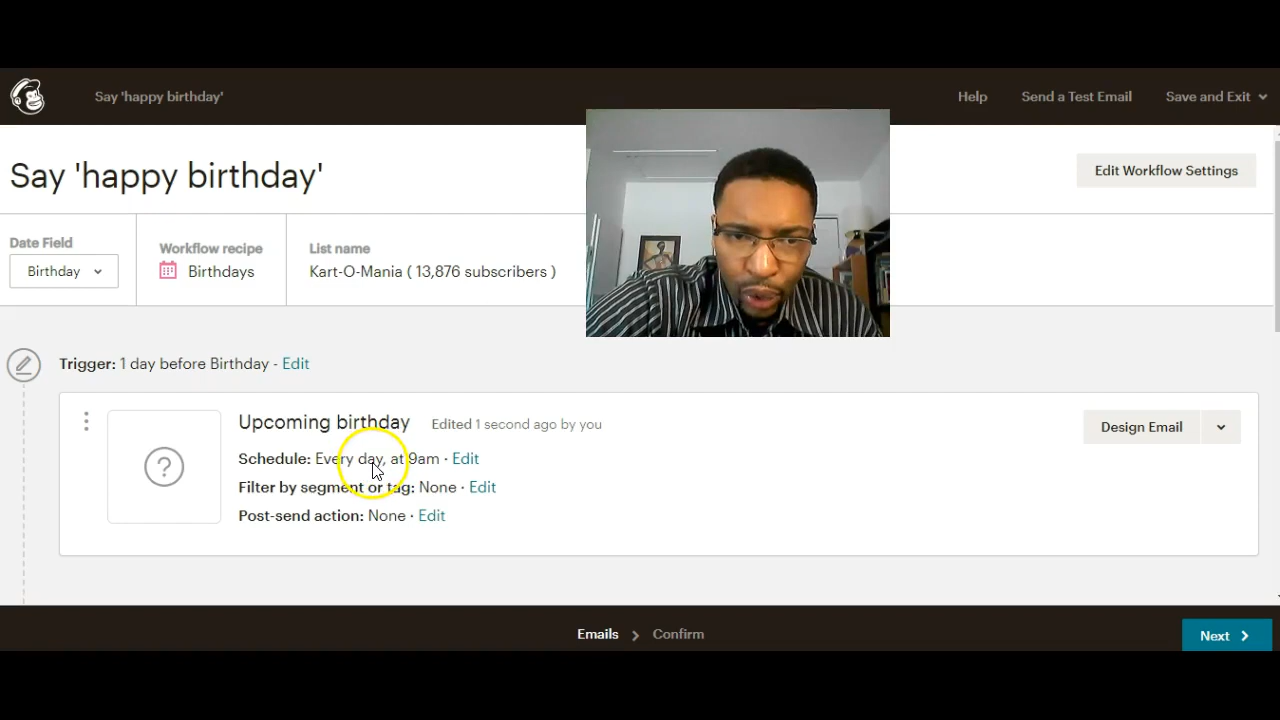 Say 'happy birthday'
Help
Send a Test Email
Save and Exit
Say 'happy birthday'
Edit Workflow Settings
Date Field
Birthday
Workflow recipe
Birthdays
List name
Kart-O-Mania ( 13,876 subscribers )
Trigger: 1 day before Birthday - Edit
Upcoming birthday
Edited 1 second ago by you
Design Email
Schedule: Every day, at 9am · Edit
Filter by segment or tag: None · Edit
Post-send action: None · Edit
Emails
Confirm
Next